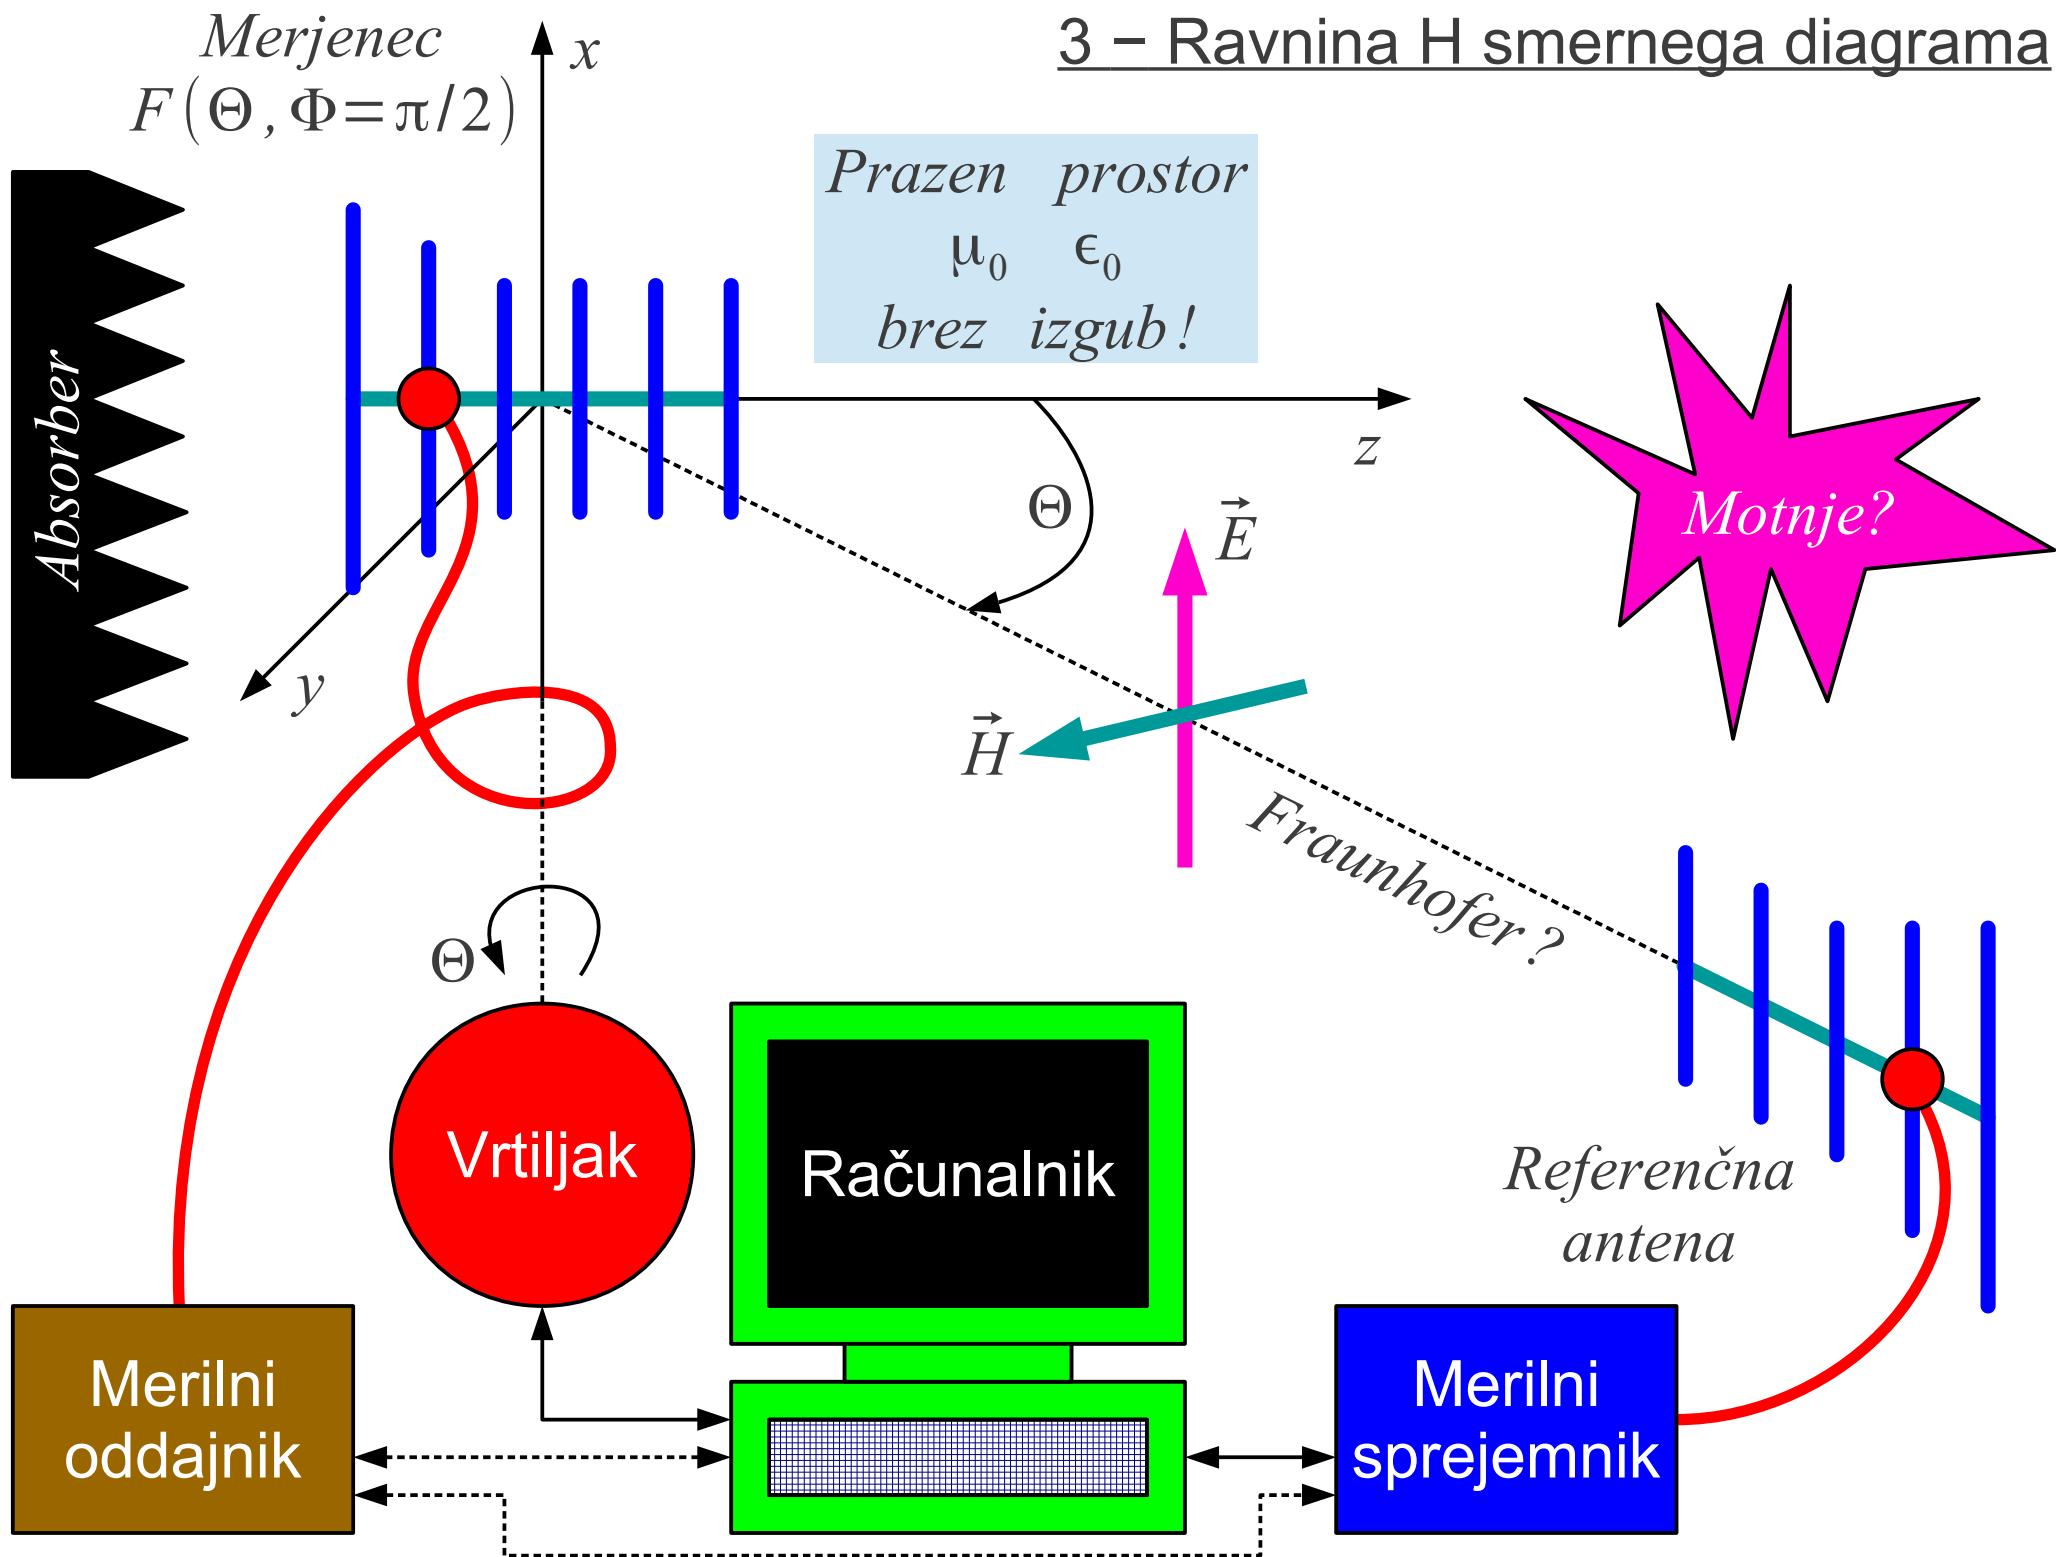 3 – Ravnina H smernega diagrama
Merjenec
F(Θ, Φ=π/2)
x
Prazen prostor
μ₀ ϵ₀
brez izgub!
Absorber
z
Θ
E⃗
Motnje?
y
H⃗
Fraunhofer?
Θ
Vrtiljak
Računalnik
Referenčna
antena
Merilni
oddajnik
Merilni
sprejemnik